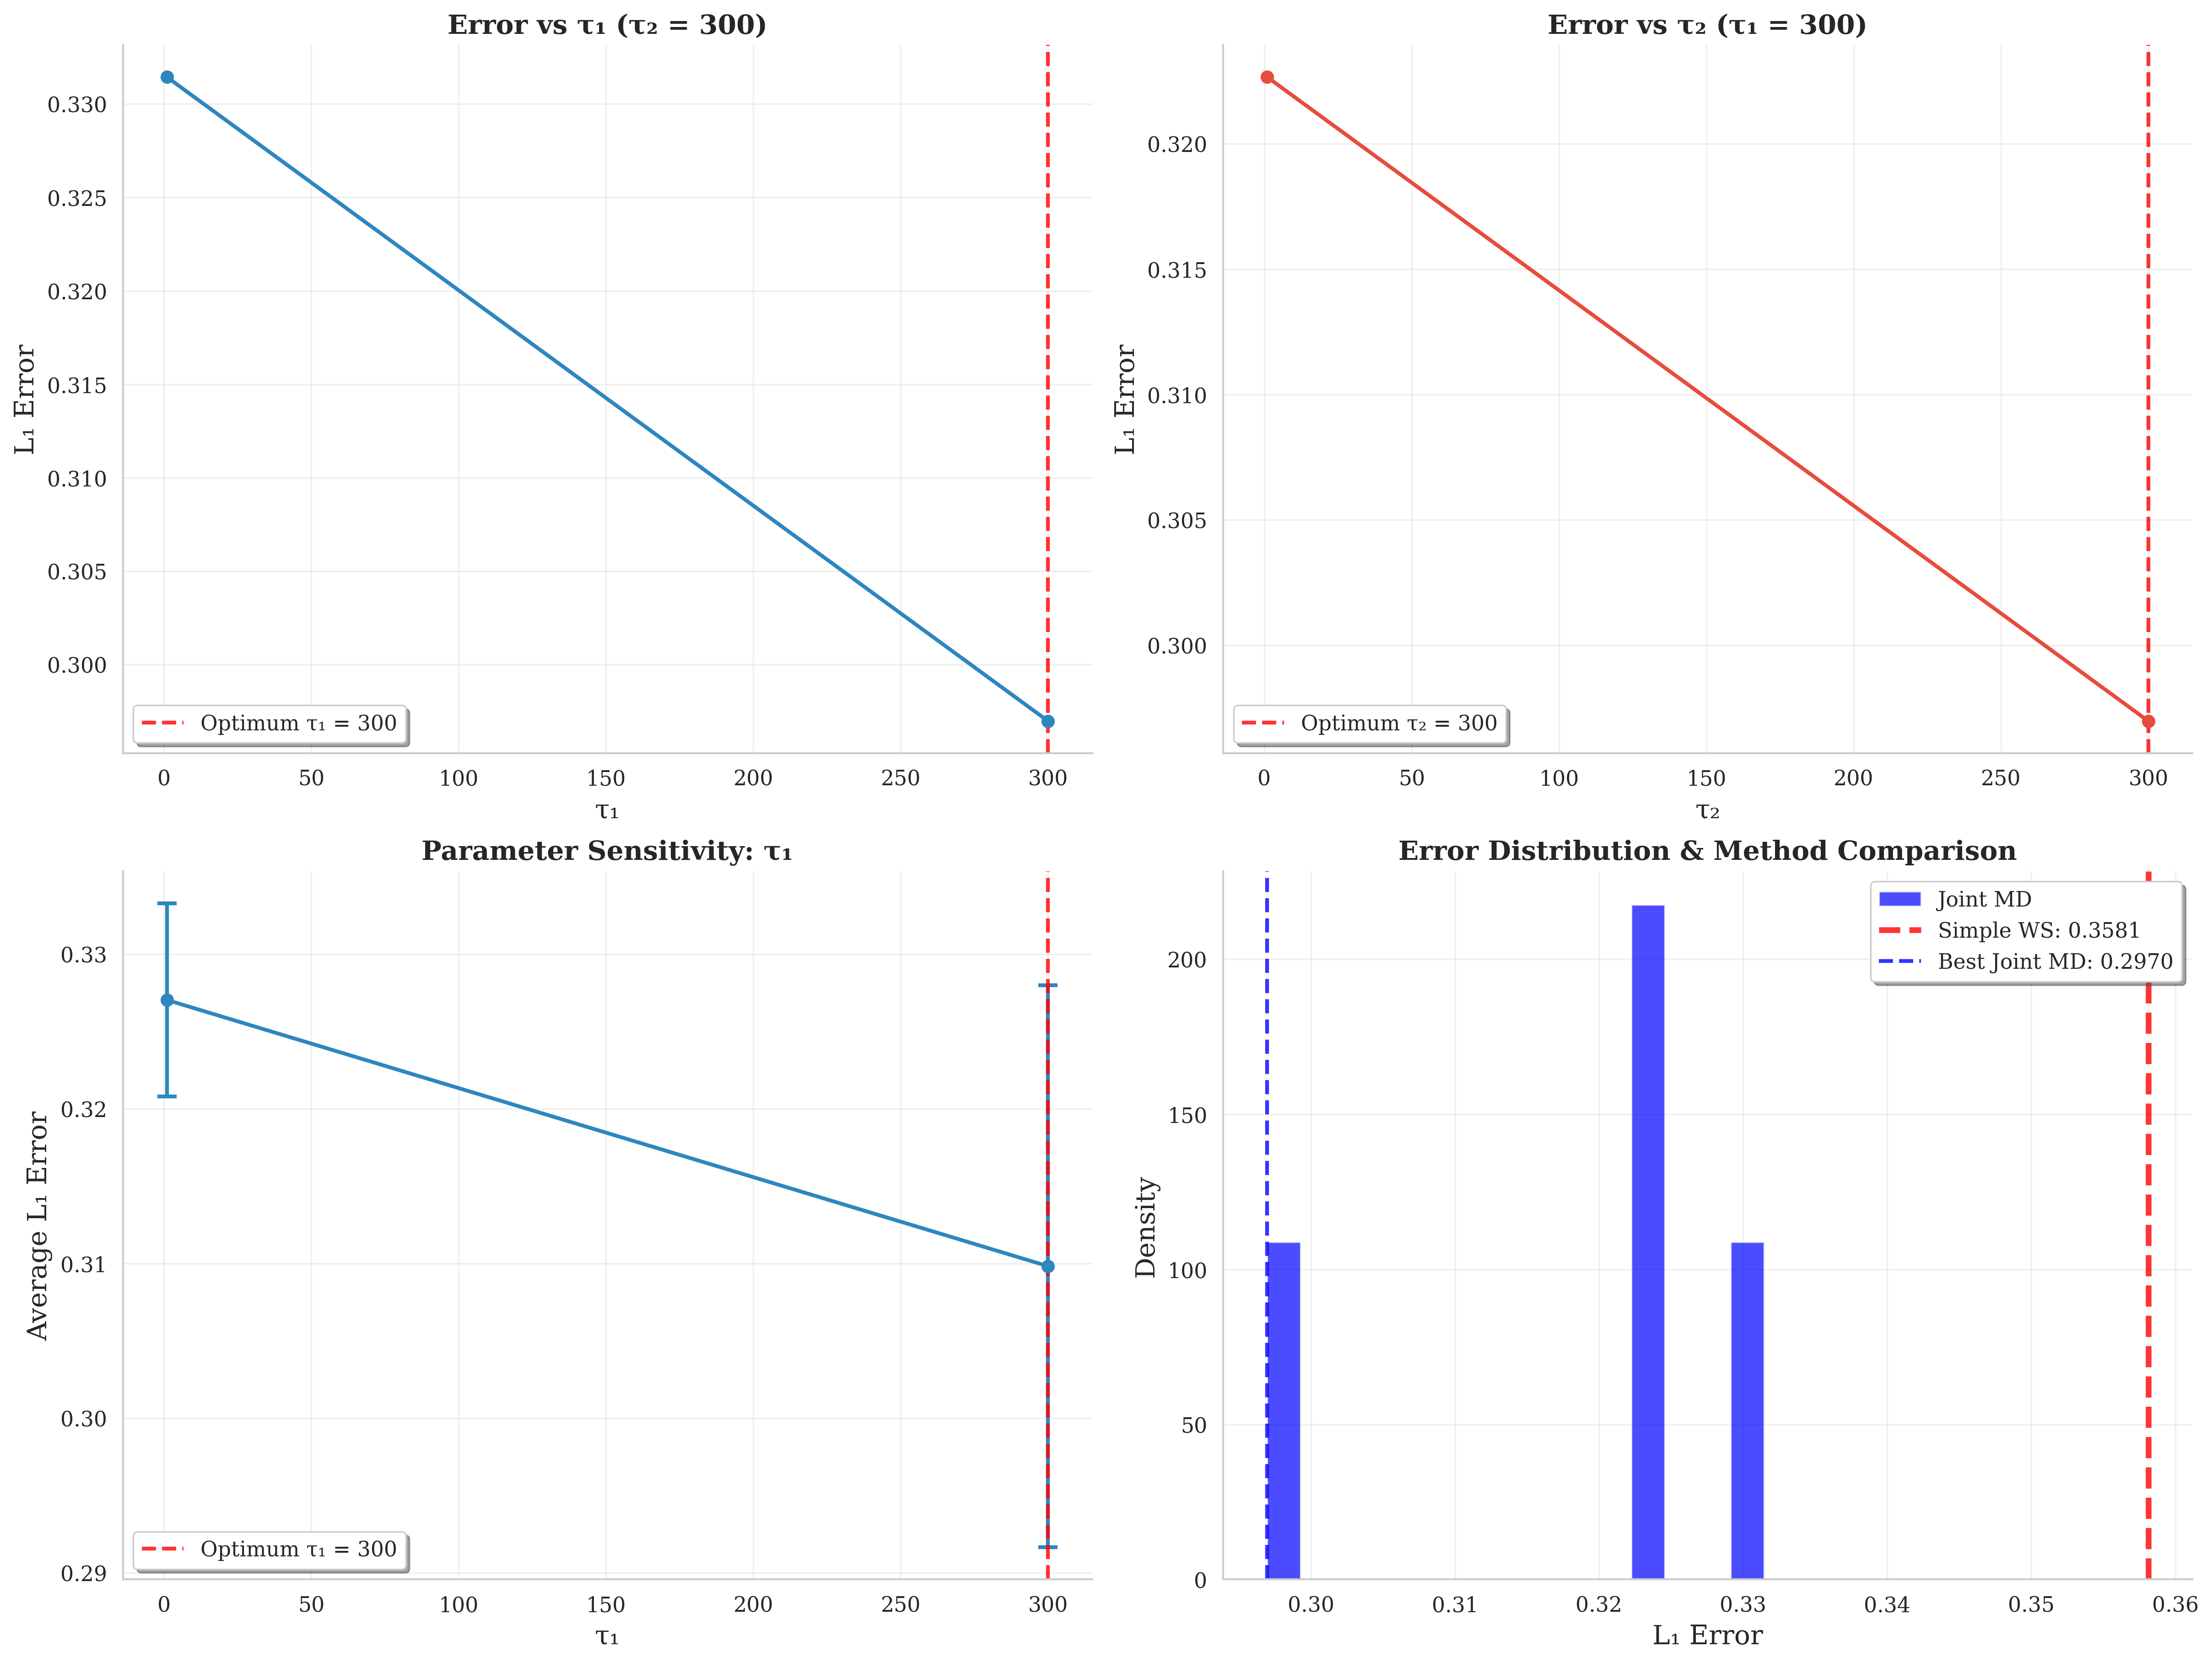 Error vs τ₁ (τ₂ = 300)
0.330
0.325
0.320
0.315
0.310
0.305
0.300
L₁ Error
Optimum τ₁ = 300
0 50 100 150 200 250 300
τ₁
Error vs τ₂ (τ₁ = 300)
0.320
0.315
0.310
0.305
0.300
L₁ Error
Optimum τ₂ = 300
0 50 100 150 200 250 300
τ₂
Parameter Sensitivity: τ₁
0.33
0.32
0.31
0.30
0.29
Average L₁ Error
Optimum τ₁ = 300
0 50 100 150 200 250 300
τ₁
Error Distribution & Method Comparison
Joint MD
Simple WS: 0.3581
Best Joint MD: 0.2970
200
150
100
50
0
Density
0.30 0.31 0.32 0.33 0.34 0.35 0.36
L₁ Error